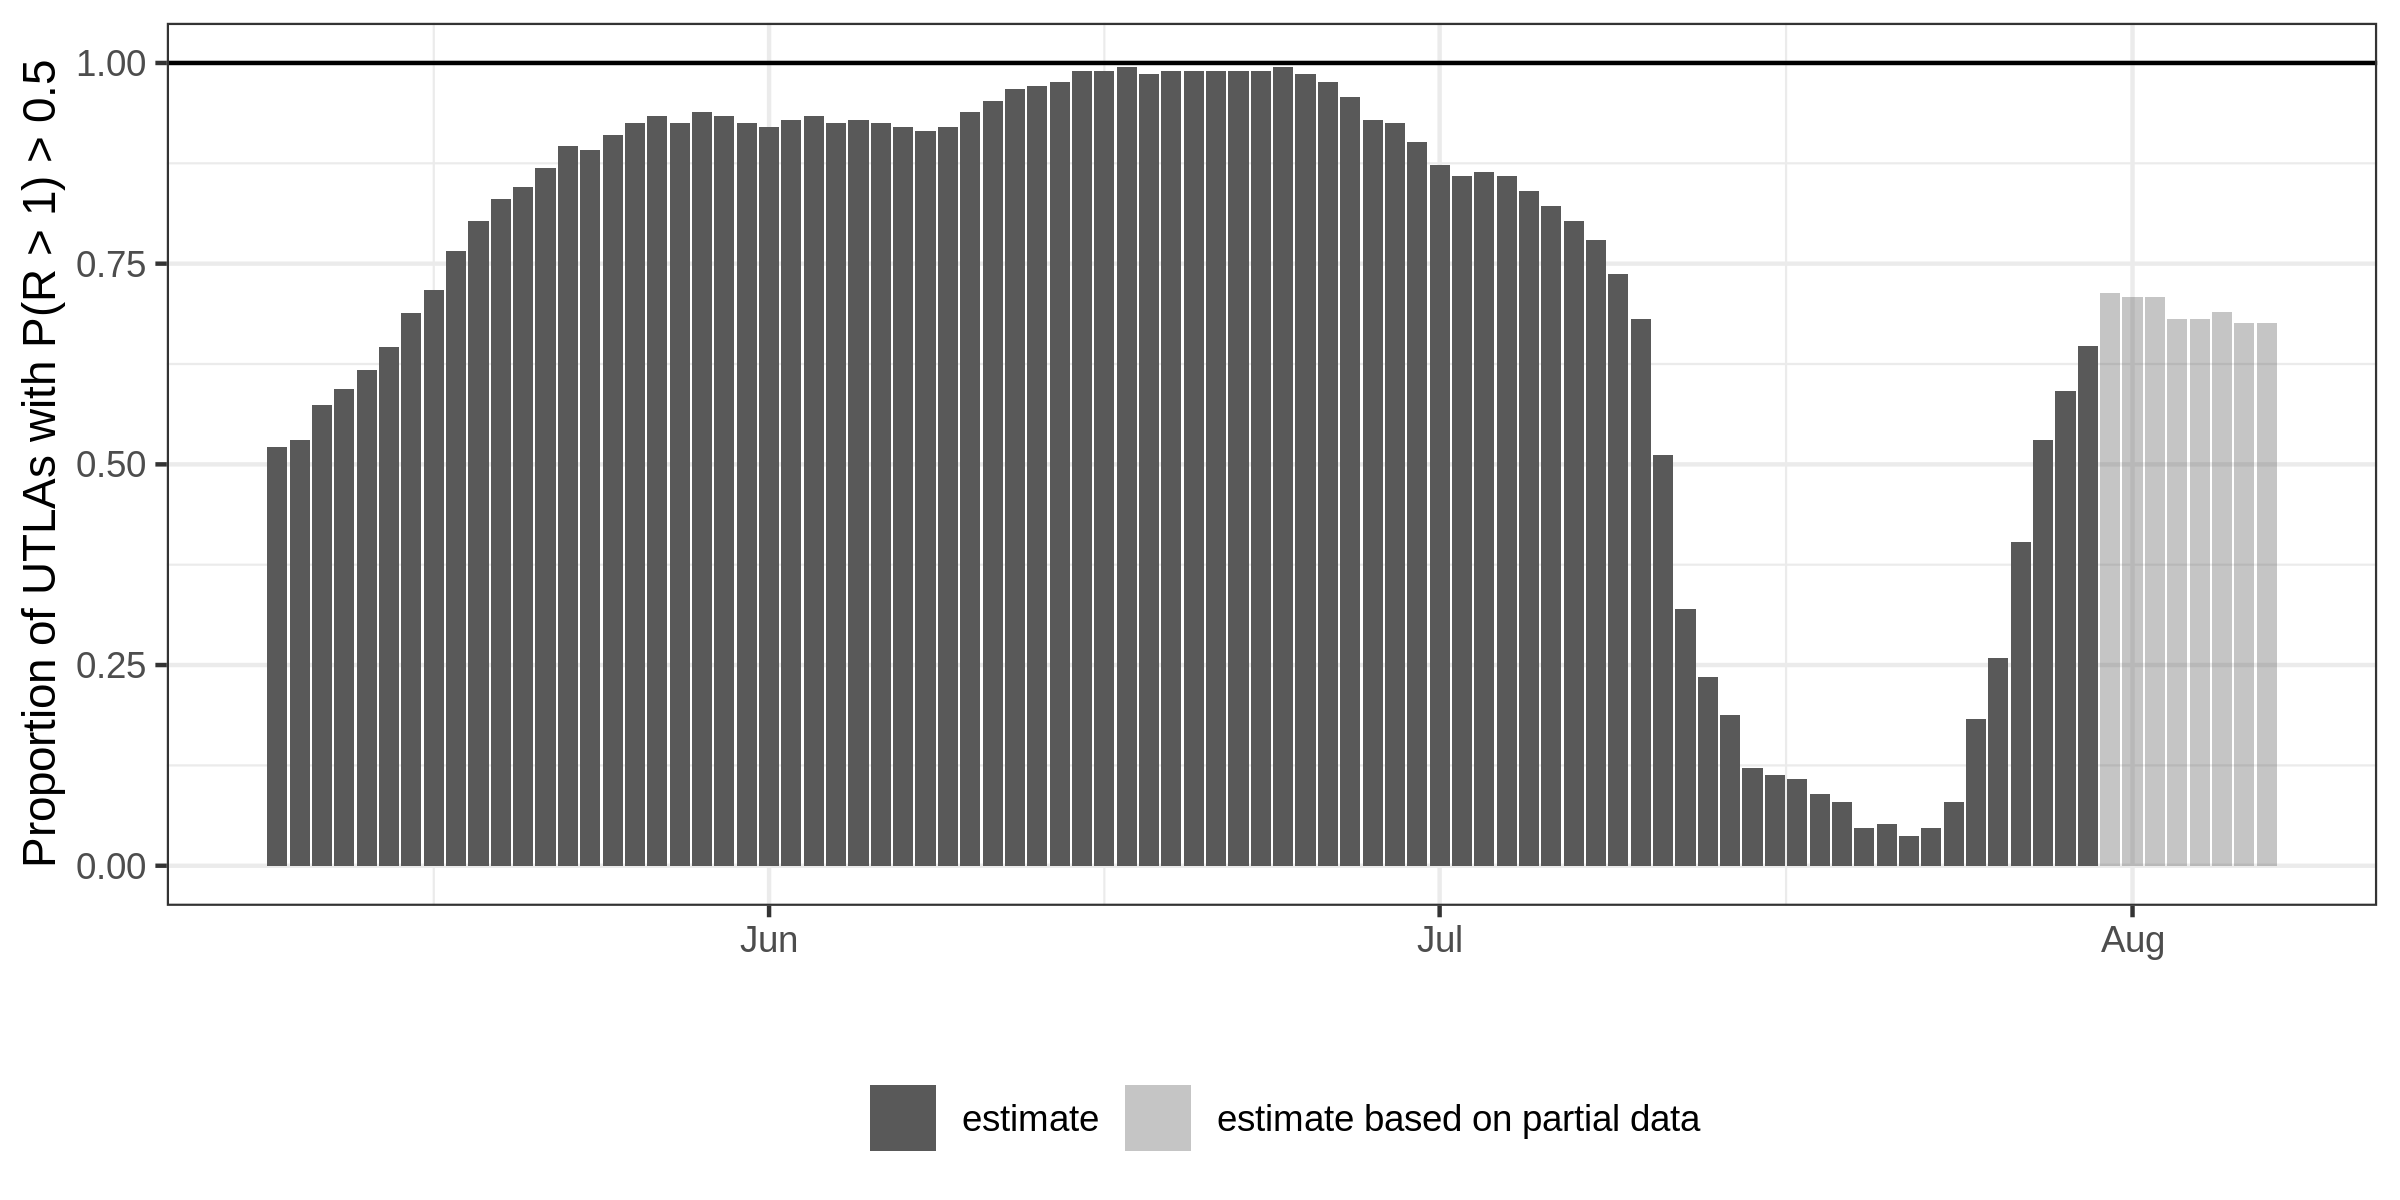 Proportion of UTLAs with P(R > 1) > 0.5
1.00
0.75
0.50
0.25
0.00
Jun Jul Aug
estimate estimate based on partial data